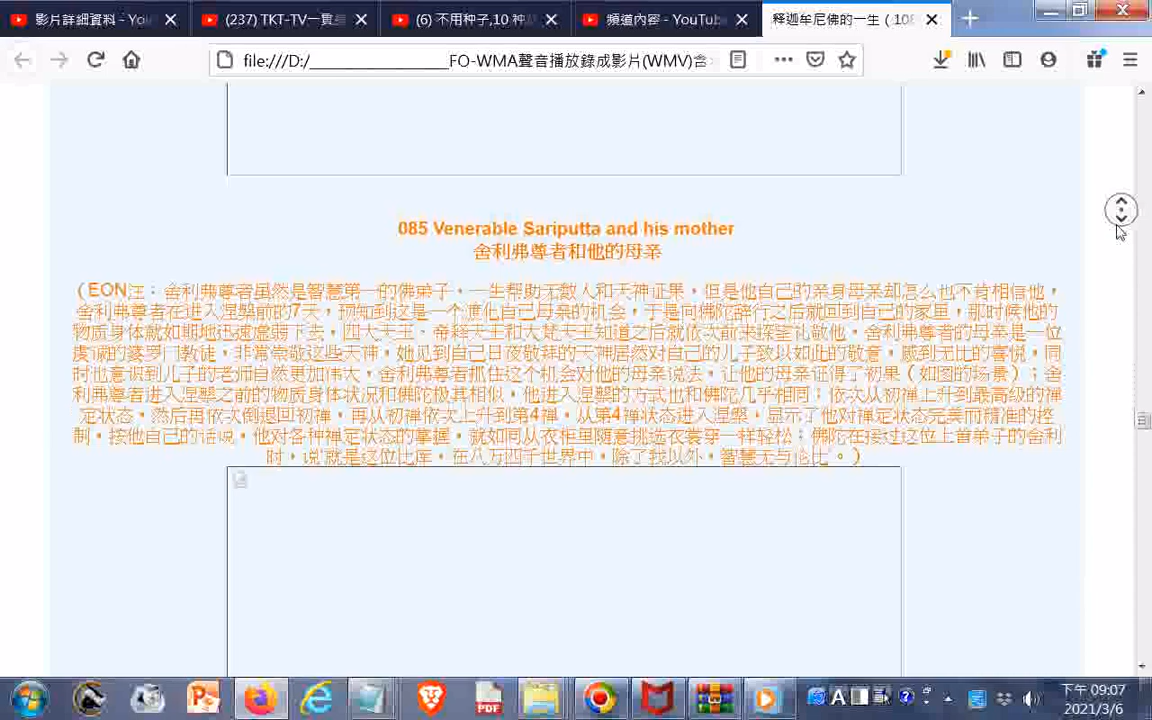 影片詳細資料 - You
(237) TKT-TV一貫
(6) 不用种子,10 种
頻道內容 - YouTub
释迦牟尼佛的一生 ( 108
file:///D:/________________FO-WMA聲音播放錄成影片(WMV)含
085 Venerable Sariputta and his mother
舍利弗尊者和他的母亲
(EON注：舍利弗尊者虽然是智慧第一的佛弟子，一生帮助无数人和天神证果，但是他自己的亲身母亲却怎么也不肯相信他，
舍利弗尊者在进入涅槃前的7天，预知到这是一个渡化自己母亲的机会，于是向佛陀辞行之后就回到自己的家里，那时候他的
物质身体就如期地迅速虚弱下去，四大天王、帝释天王和大梵天王知道之后就依次前来探望礼敬他，舍利弗尊者的母亲是一位
虔诚的婆罗门教徒，非常崇敬这些天神，她见到自己日夜敬拜的天神居然对自己的儿子致以如此的敬意，感到无比的喜悦，同
时也意识到儿子的老师自然更加伟大，舍利弗尊者抓住这个机会对他的母亲说法，让他的母亲证得了初果（如图的场景）；舍
利弗尊者进入涅槃之前的物质身体状况和佛陀极其相似，他进入涅槃的方式也和佛陀几乎相同：依次从初禅上升到最高级的禅
定状态，然后再依次倒退回初禅，再从初禅依次上升到第4禅，从第4禅状态进入涅槃，显示了他对禅定状态完美而精准的控
制，按他自己的话说，他对各种禅定状态的掌握，就如同从衣柜里随意挑选衣裳穿一样轻松；佛陀在接过这位上首弟子的舍利
时，说'就是这位比库，在八万四千世界中，除了我以外，智慧无与伦比'。)
PDF
A
下午 09:07
2021/3/6